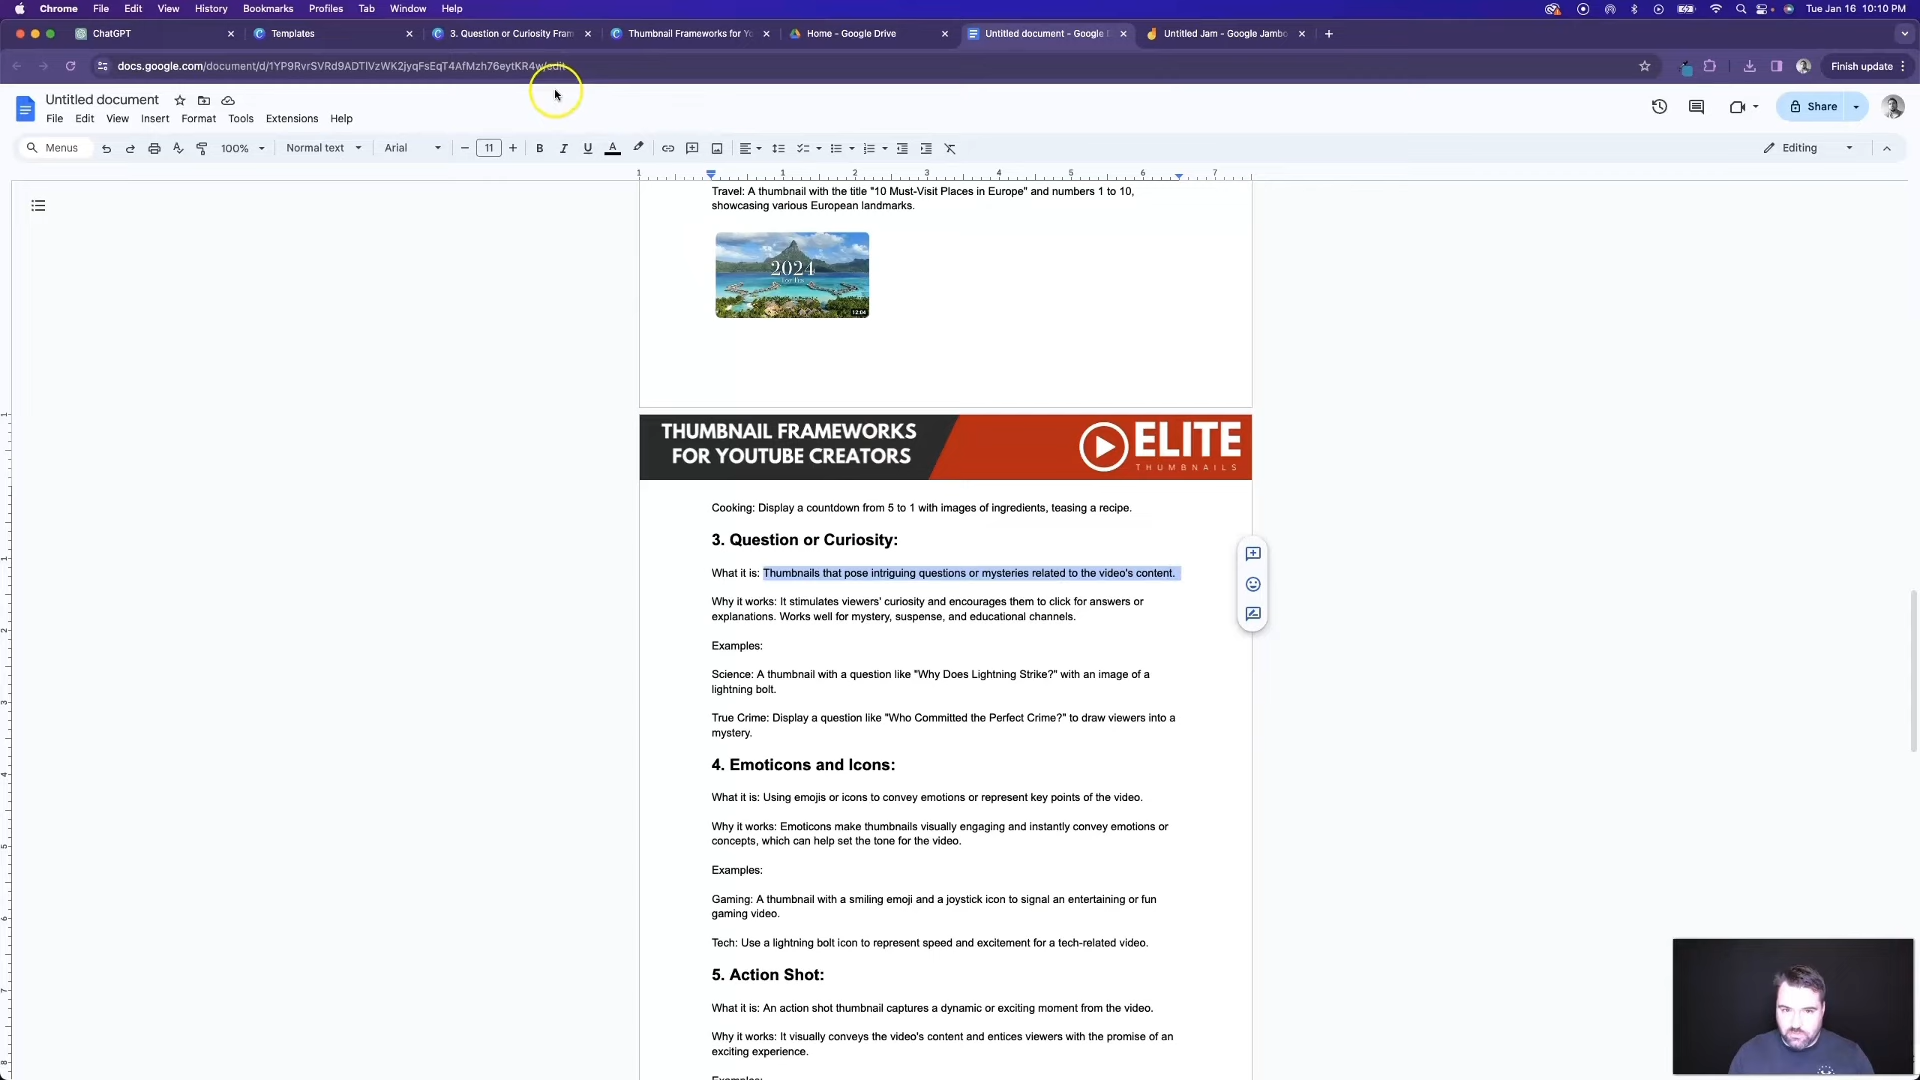 Chrome File Edit View History Bookmarks Profiles Tab Window Help Tue Jan 16 10:10 PM
ChatGPT Templates 3. Question or Curiosity Fram Thumbnail Frameworks for Yo Home - Google Drive Untitled document - Google D Untitled Jam - Google Jambo
docs.google.com/document/d/1YP9RvrSVRd9ADTIVzWK2jyqFsEqT4AfMzh76eytKR4w/edit Finish update
Untitled document
File Edit View Insert Format Tools Extensions Help Share
Menus 100% Normal text Arial 11 Editing
1 1 2 3 4 5 6 7
Travel: A thumbnail with the title "10 Must-Visit Places in Europe" and numbers 1 to 10,
showcasing various European landmarks.
2024
12:04
THUMBNAIL FRAMEWORKS
FOR YOUTUBE CREATORS
ELITE
THUMBNAILS
Cooking: Display a countdown from 5 to 1 with images of ingredients, teasing a recipe.
3. Question or Curiosity:
What it is: Thumbnails that pose intriguing questions or mysteries related to the video's content.
Why it works: It stimulates viewers' curiosity and encourages them to click for answers or
explanations. Works well for mystery, suspense, and educational channels.
Examples:
Science: A thumbnail with a question like "Why Does Lightning Strike?" with an image of a
lightning bolt.
True Crime: Display a question like "Who Committed the Perfect Crime?" to draw viewers into a
mystery.
4. Emoticons and Icons:
What it is: Using emojis or icons to convey emotions or represent key points of the video.
Why it works: Emoticons make thumbnails visually engaging and instantly convey emotions or
concepts, which can help set the tone for the video.
Examples:
Gaming: A thumbnail with a smiling emoji and a joystick icon to signal an entertaining or fun
gaming video.
Tech: Use a lightning bolt icon to represent speed and excitement for a tech-related video.
5. Action Shot:
What it is: An action shot thumbnail captures a dynamic or exciting moment from the video.
Why it works: It visually conveys the video's content and entices viewers with the promise of an
exciting experience.
Examples: